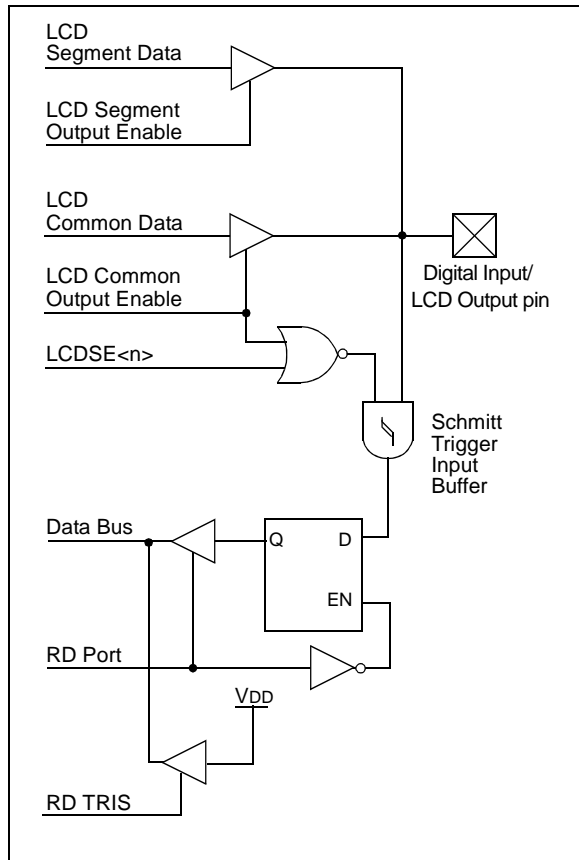 LCD
Segment Data
LCD Segment
Output Enable
LCD
Common Data
Digital Input/
LCD Output pin
LCD Common
Output Enable
LCDSE<n>
Schmitt
Trigger
Input
Buffer
Data Bus
Q
D
EN
RD Port
VDD
RD TRIS